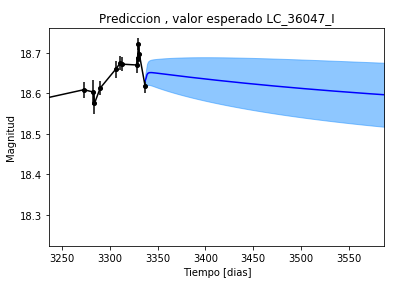 Prediccion , valor esperado LC_36047_I
18.7
18.6
18.5
18.4
18.3
Magnitud
3250 3300 3350 3400 3450 3500 3550
Tiempo [dias]